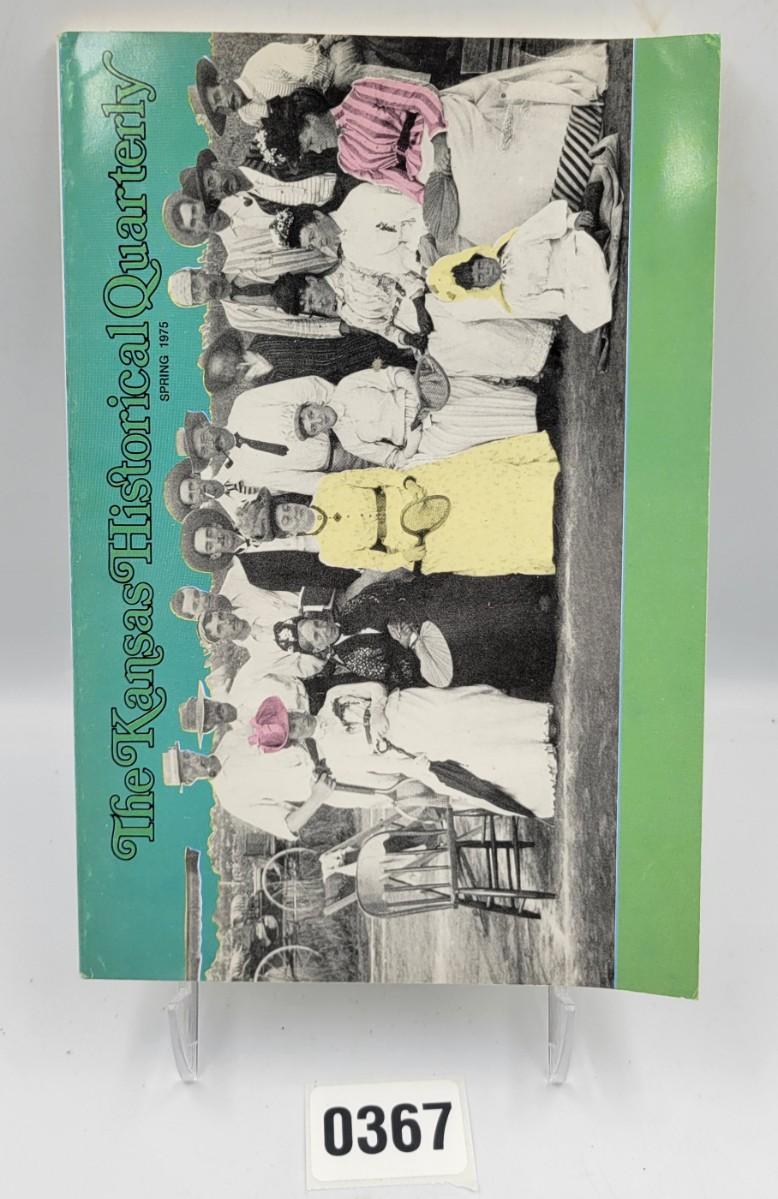 The Kansas Historical Quarterly
SPRING 1975
0367